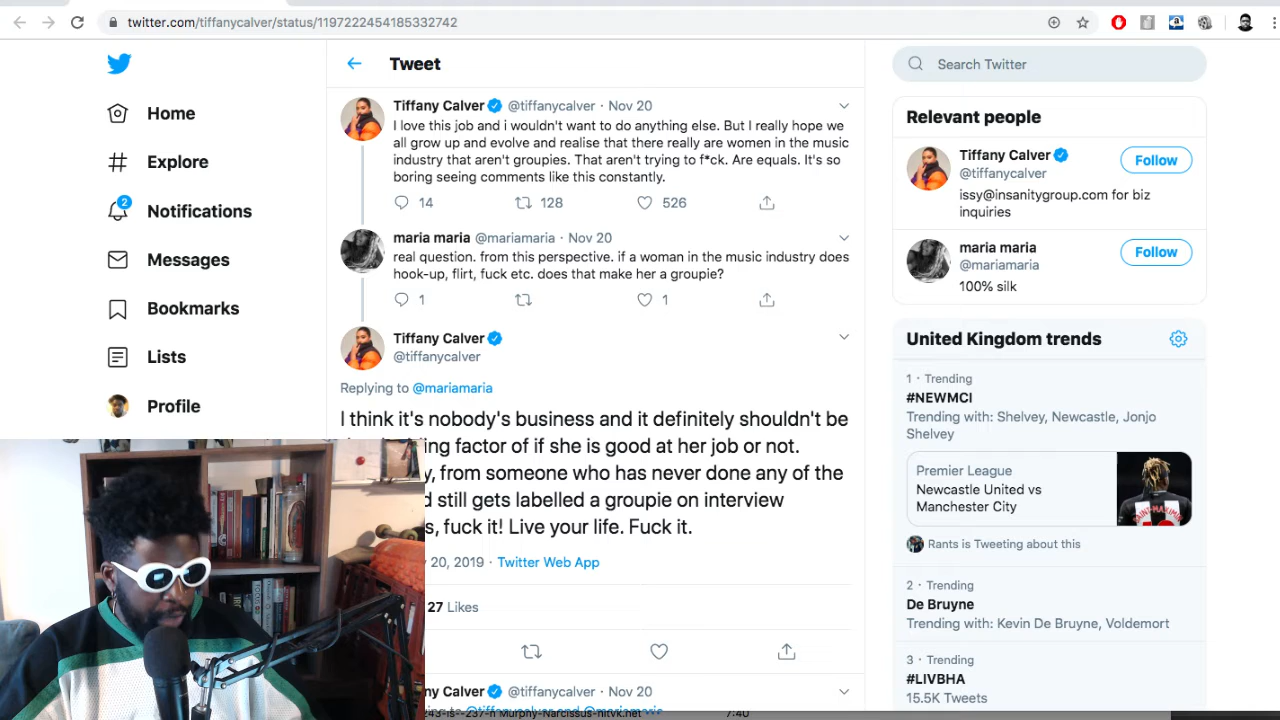 twitter.com/tiffanycalver/status/1197222454185332742
Home
Explore
2
Notifications
Messages
Bookmarks
Lists
Profile
Tweet
Tiffany Calver @tiffanycalver · Nov 20
I love this job and i wouldn't want to do anything else. But I really hope we
all grow up and evolve and realise that there really are women in the music
industry that aren't groupies. That aren't trying to f*ck. Are equals. It's so
boring seeing comments like this constantly.
14 128 526
maria maria @mariamaria · Nov 20
real question. from this perspective. if a woman in the music industry does
hook-up, flirt, fuck etc. does that make her a groupie?
1 1
Tiffany Calver
@tiffanycalver
Replying to @mariamaria
I think it's nobody's business and it definitely shouldn't be
factor of if she is good at her job or not.
from someone who has never done any of the
still gets labelled a groupie on interview
fuck it! Live your life. Fuck it.
20, 2019 · Twitter Web App
27 Likes
Calver @tiffanycalver · Nov 20
@tiffanycalver and @mariamaria
7:40
Search Twitter
Relevant people
Tiffany Calver
@tiffanycalver
Follow
issy@insanitygroup.com for biz
inquiries
maria maria
@mariamaria
Follow
100% silk
United Kingdom trends
1 · Trending
#NEWMCI
Trending with: Shelvey, Newcastle, Jonjo
Shelvey
Premier League
Newcastle United vs
Manchester City
Rants is Tweeting about this
2 · Trending
De Bruyne
Trending with: Kevin De Bruyne, Voldemort
3 · Trending
#LIVBHA
15.5K Tweets